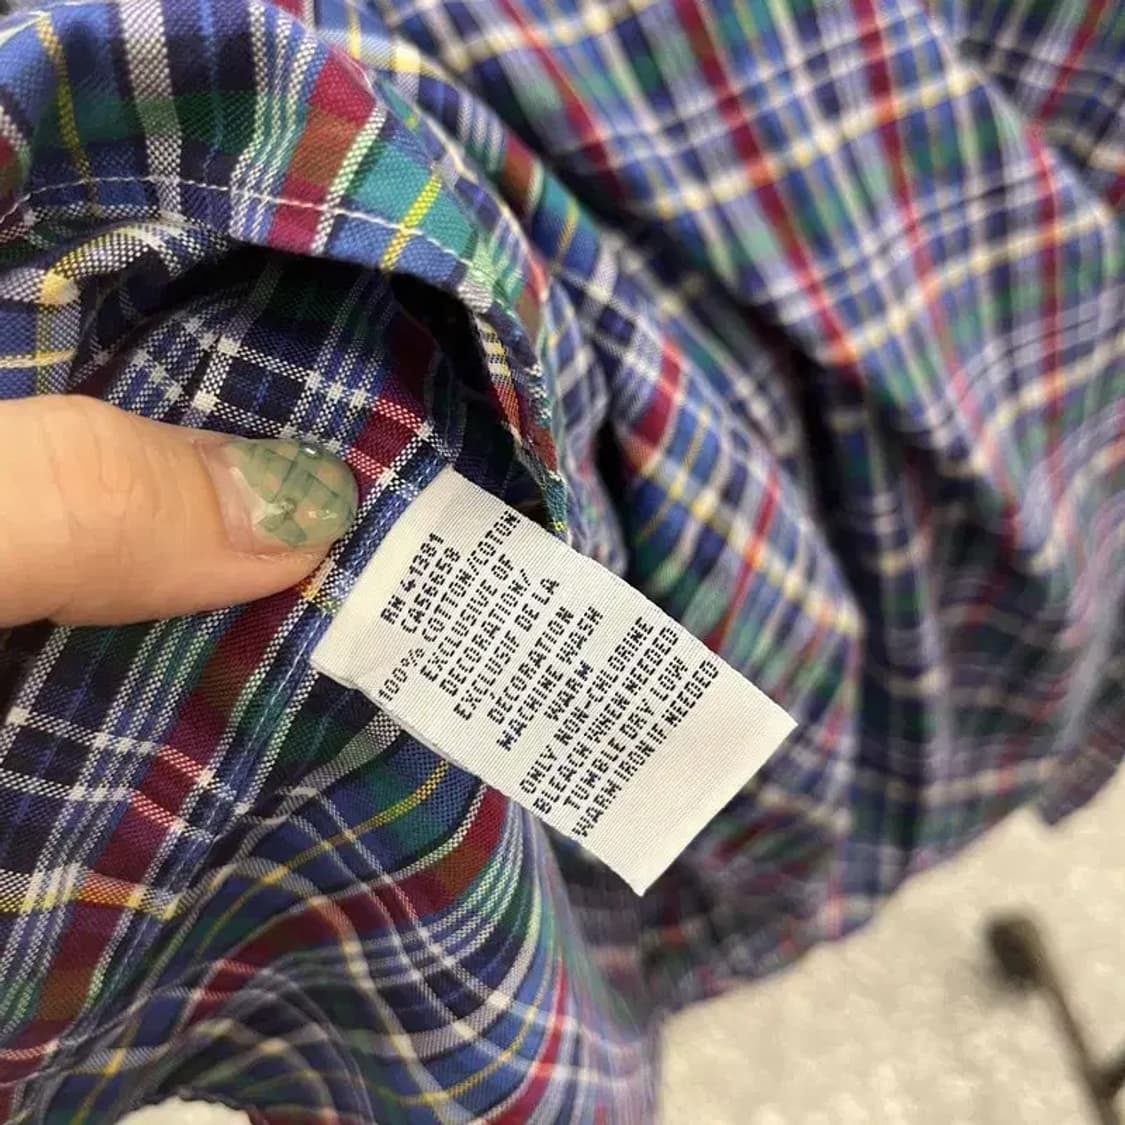 RN 41381
CA56656
100% COTTON/COTON
EXCLUSIVE OF
DECORATION/
EXCLUSIF DE LA
DECORATION
MACHINE WASH
WARM
ONLY NON-CHLORINE
BLEACH WHEN NEEDED
TUMBLE DRY LOW
WARM IRON IF NEEDED